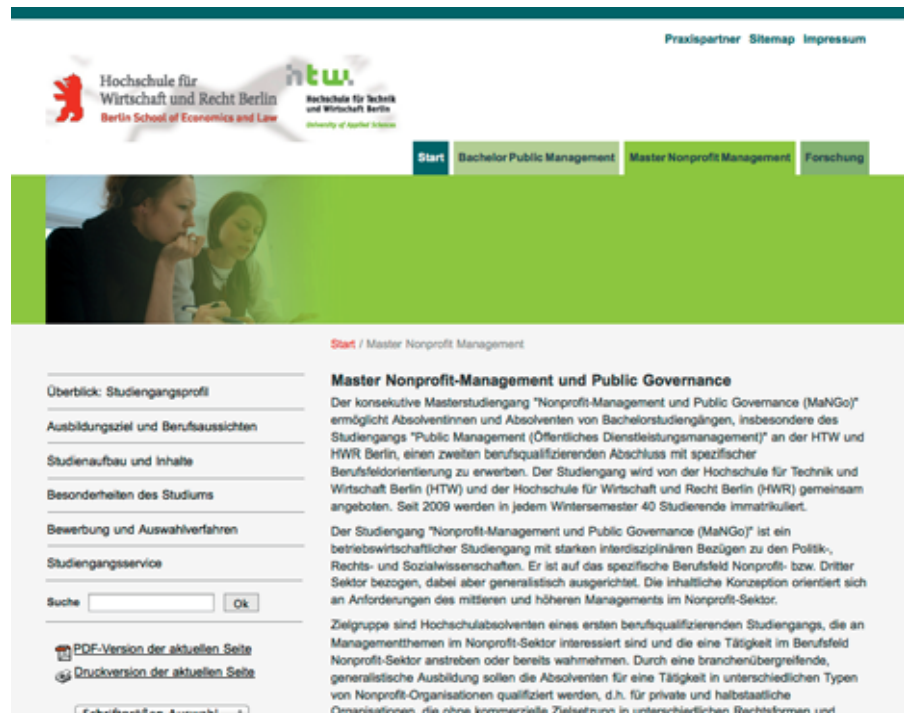 Praxispartner Sitemap Impressum
Hochschule für
Wirtschaft und Recht Berlin
Berlin School of Economics and Law
htw.
Hochschule für Technik
und Wirtschaft Berlin
University of Applied Sciences
Start Bachelor Public Management Master Nonprofit Management Forschung
Start / Master Nonprofit Management
Überblick: Studiengangsprofil
Ausbildungsziel und Berufsaussichten
Studienaufbau und Inhalte
Besonderheiten des Studiums
Bewerbung und Auswahlverfahren
Studiengangsservice
Suche Ok
PDF-Version der aktuellen Seite
Druckversion der aktuellen Seite
Schriftgrößen-Auswahl
Master Nonprofit-Management und Public Governance
Der konsekutive Masterstudiengang "Nonprofit-Management und Public Governance (MaNGo)"
ermöglicht Absolventinnen und Absolventen von Bachelorstudiengängen, insbesondere des
Studiengangs "Public Management (Öffentliches Dienstleistungsmanagement)" an der HTW und
HWR Berlin, einen zweiten berufsqualifizierenden Abschluss mit spezifischer
Berufsfeldorientierung zu erwerben. Der Studiengang wird von der Hochschule für Technik und
Wirtschaft Berlin (HTW) und der Hochschule für Wirtschaft und Recht Berlin (HWR) gemeinsam
angeboten. Seit 2009 werden in jedem Wintersemester 40 Studierende immatrikuliert.
Der Studiengang "Nonprofit-Management und Public Governance (MaNGo)" ist ein
betriebswirtschaftlicher Studiengang mit starken interdisziplinären Bezügen zu den Politik-,
Rechts- und Sozialwissenschaften. Er ist auf das spezifische Berufsfeld Nonprofit- bzw. Dritter
Sektor bezogen, dabei aber generalistisch ausgerichtet. Die inhaltliche Konzeption orientiert sich
an Anforderungen des mittleren und höheren Managements im Nonprofit-Sektor.
Zielgruppe sind Hochschulabsolventen eines ersten berufsqualifizierenden Studiengangs, die an
Managementthemen im Nonprofit-Sektor interessiert sind und die eine Tätigkeit im Berufsfeld
Nonprofit-Sektor anstreben oder bereits wahrnehmen. Durch eine branchenübergreifende,
generalistische Ausbildung sollen die Absolventen für eine Tätigkeit in unterschiedlichen Typen
von Nonprofit-Organisationen qualifiziert werden, d.h. für private und halbstaatliche
Organisationen, die ohne kommerzielle Zielsetzung in unterschiedlichen Rechtsformen und